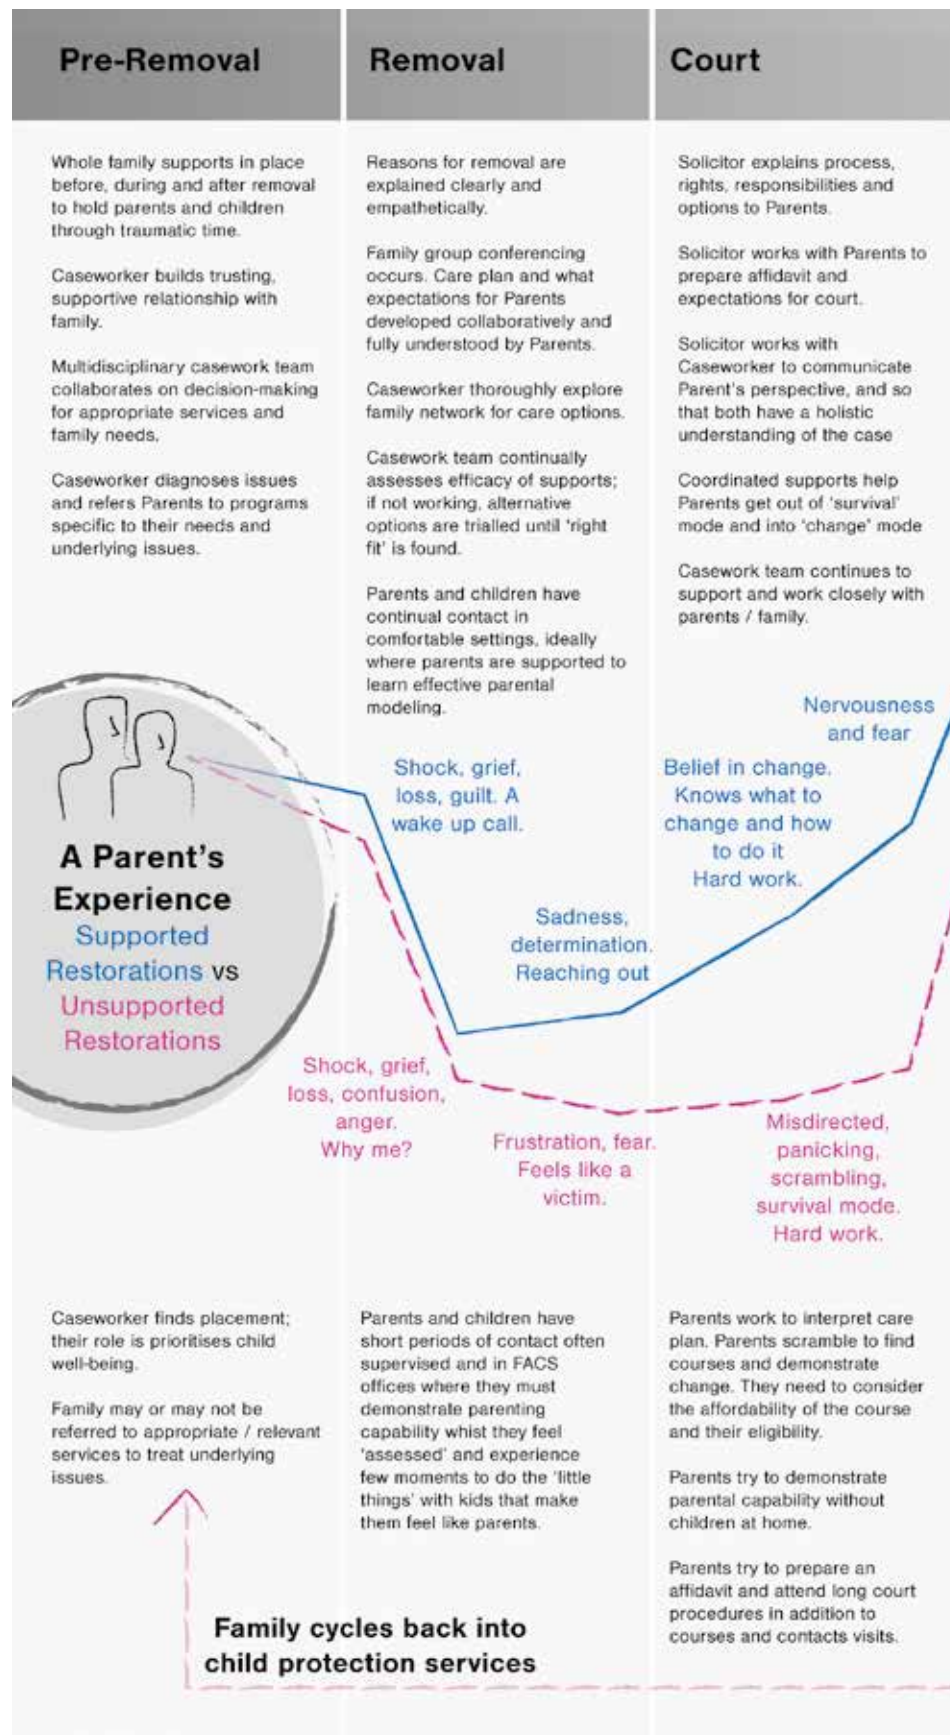 Pre-Removal
Removal
Court
Whole family supports in place
before, during and after removal
to hold parents and children
through traumatic time.
Caseworker builds trusting,
supportive relationship with
family.
Multidisciplinary casework team
collaborates on decision-making
for appropriate services and
family needs.
Caseworker diagnoses issues
and refers Parents to programs
specific to their needs and
underlying issues.
Reasons for removal are
explained clearly and
empathetically.
Family group conferencing
occurs. Care plan and what
expectations for Parents
developed collaboratively and
fully understood by Parents.
Caseworker thoroughly explore
family network for care options.
Casework team continually
assesses efficacy of supports;
if not working, alternative
options are trialled until 'right
fit' is found.
Parents and children have
continual contact in
comfortable settings, ideally
where parents are supported to
learn effective parental
modeling.
Solicitor explains process,
rights, responsibilities and
options to Parents.
Solicitor works with Parents to
prepare affidavit and
expectations for court.
Solicitor works with
Caseworker to communicate
Parent's perspective, and so
that both have a holistic
understanding of the case
Coordinated supports help
Parents get out of 'survival'
mode and into 'change' mode
Casework team continues to
support and work closely with
parents / family.
A Parent's
Experience
Supported
Restorations vs
Unsupported
Restorations
Shock, grief,
loss, guilt. A
wake up call.
Sadness,
determination.
Reaching out
Belief in change.
Knows what to
change and how
to do it
Hard work.
Nervousness
and fear
Shock, grief,
loss, confusion,
anger.
Why me?
Frustration, fear.
Feels like a
victim.
Misdirected,
panicking,
scrambling,
survival mode.
Hard work.
Caseworker finds placement;
their role is prioritises child
well-being.
Family may or may not be
referred to appropriate / relevant
services to treat underlying
issues.
Parents and children have
short periods of contact often
supervised and in FACS
offices where they must
demonstrate parenting
capability whist they feel
'assessed' and experience
few moments to do the 'little
things' with kids that make
them feel like parents.
Parents work to interpret care
plan. Parents scramble to find
courses and demonstrate
change. They need to consider
the affordability of the course
and their eligibility.
Parents try to demonstrate
parental capability without
children at home.
Parents try to prepare an
affidavit and attend long court
procedures in addition to
courses and contacts visits.
Family cycles back into
child protection services